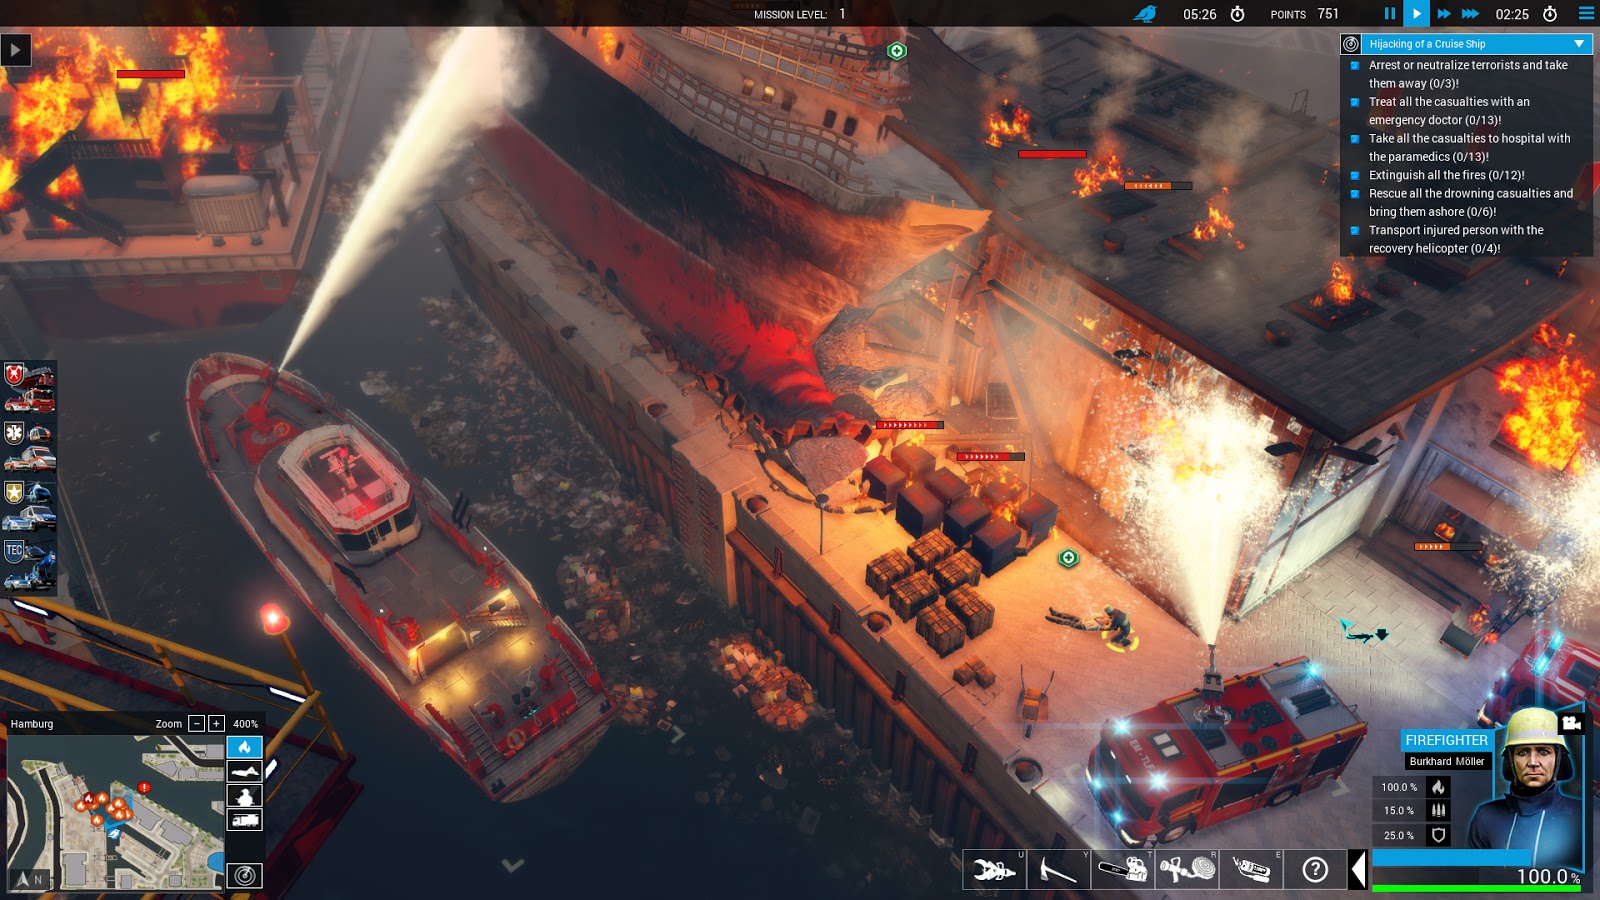 MISSION LEVEL: 1
05:26
POINTS 751
02:25
Hijacking of a Cruise Ship
Arrest or neutralize terrorists and take
them away (0/3)!
Treat all the casualties with an
emergency doctor (0/13)!
Take all the casualties to hospital with
the paramedics (0/13)!
Extinguish all the fires (0/12)!
Rescue all the drowning casualties and
bring them ashore (0/6)!
Transport injured person with the
recovery helicopter (0/4)!
TEC
Hamburg
Zoom - + 400%
N
FIREFIGHTER
Burkhard Möller
100.0 %
15.0 %
25.0 %
U
Y
T
R
E
?
100.0 %